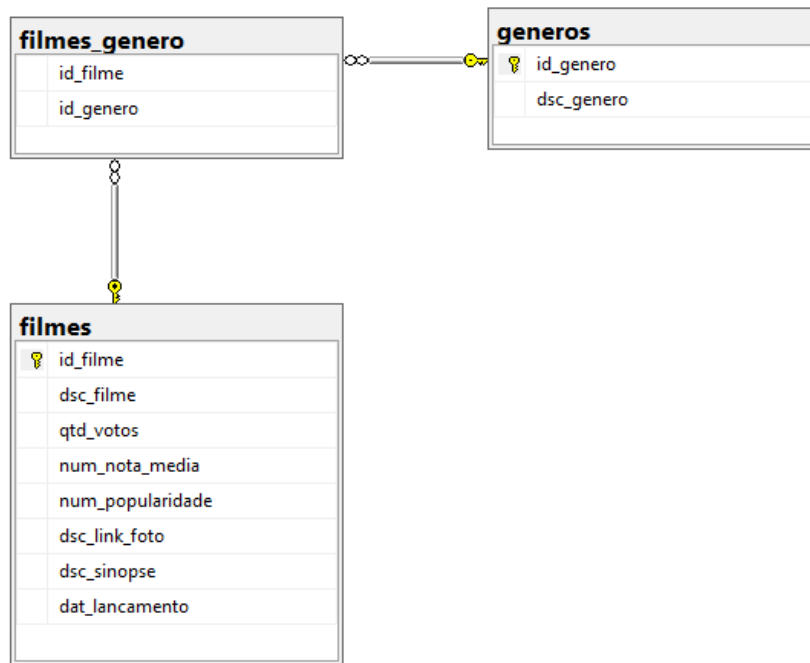 filmes_genero
id_filme
id_genero
generos
id_genero
dsc_genero
filmes
id_filme
dsc_filme
qtd_votos
num_nota_media
num_popularidade
dsc_link_foto
dsc_sinopse
dat_lancamento